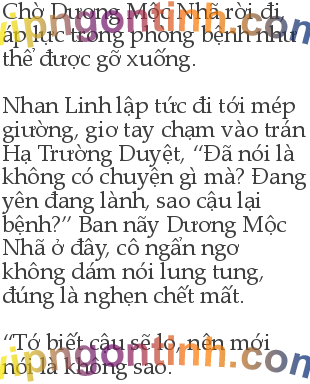 Chờ Dương Mộc Nhã rời đi,
áp lực trong phòng bệnh như
thể được gỡ xuống.
Nhan Linh lập tức đi tới mép
giường, giơ tay chạm vào trán
Hạ Trường Duyệt, “Đã nói là
không có chuyện gì mà? Đang
yên đang lành, sao cậu lại
bệnh?” Ban nãy Dương Mộc
Nhã ở đây, cô ngẩn ngơ
không dám nói lung tung,
đúng là nghẹn chết mất.
“Tớ biết cậu sẽ lo, nên mới
nói là không sao.
vipngontinh.com
vipngontinh.com